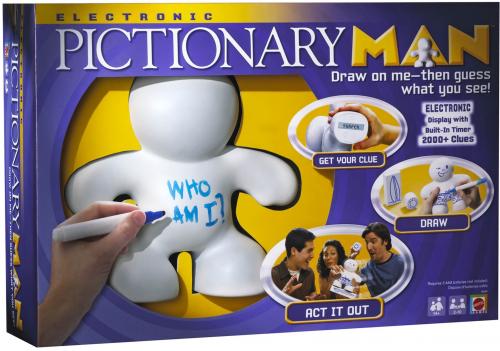 ELECTRONIC
PICTIONARY MAN
Draw on me–then guess
what you see!
ELECTRONIC
Display with
Built-In Timer
2000+ Clues
GET YOUR CLUE
WHO
AM I?
DRAW
ACT IT OUT
PICTIONARY MAN
MATTEL